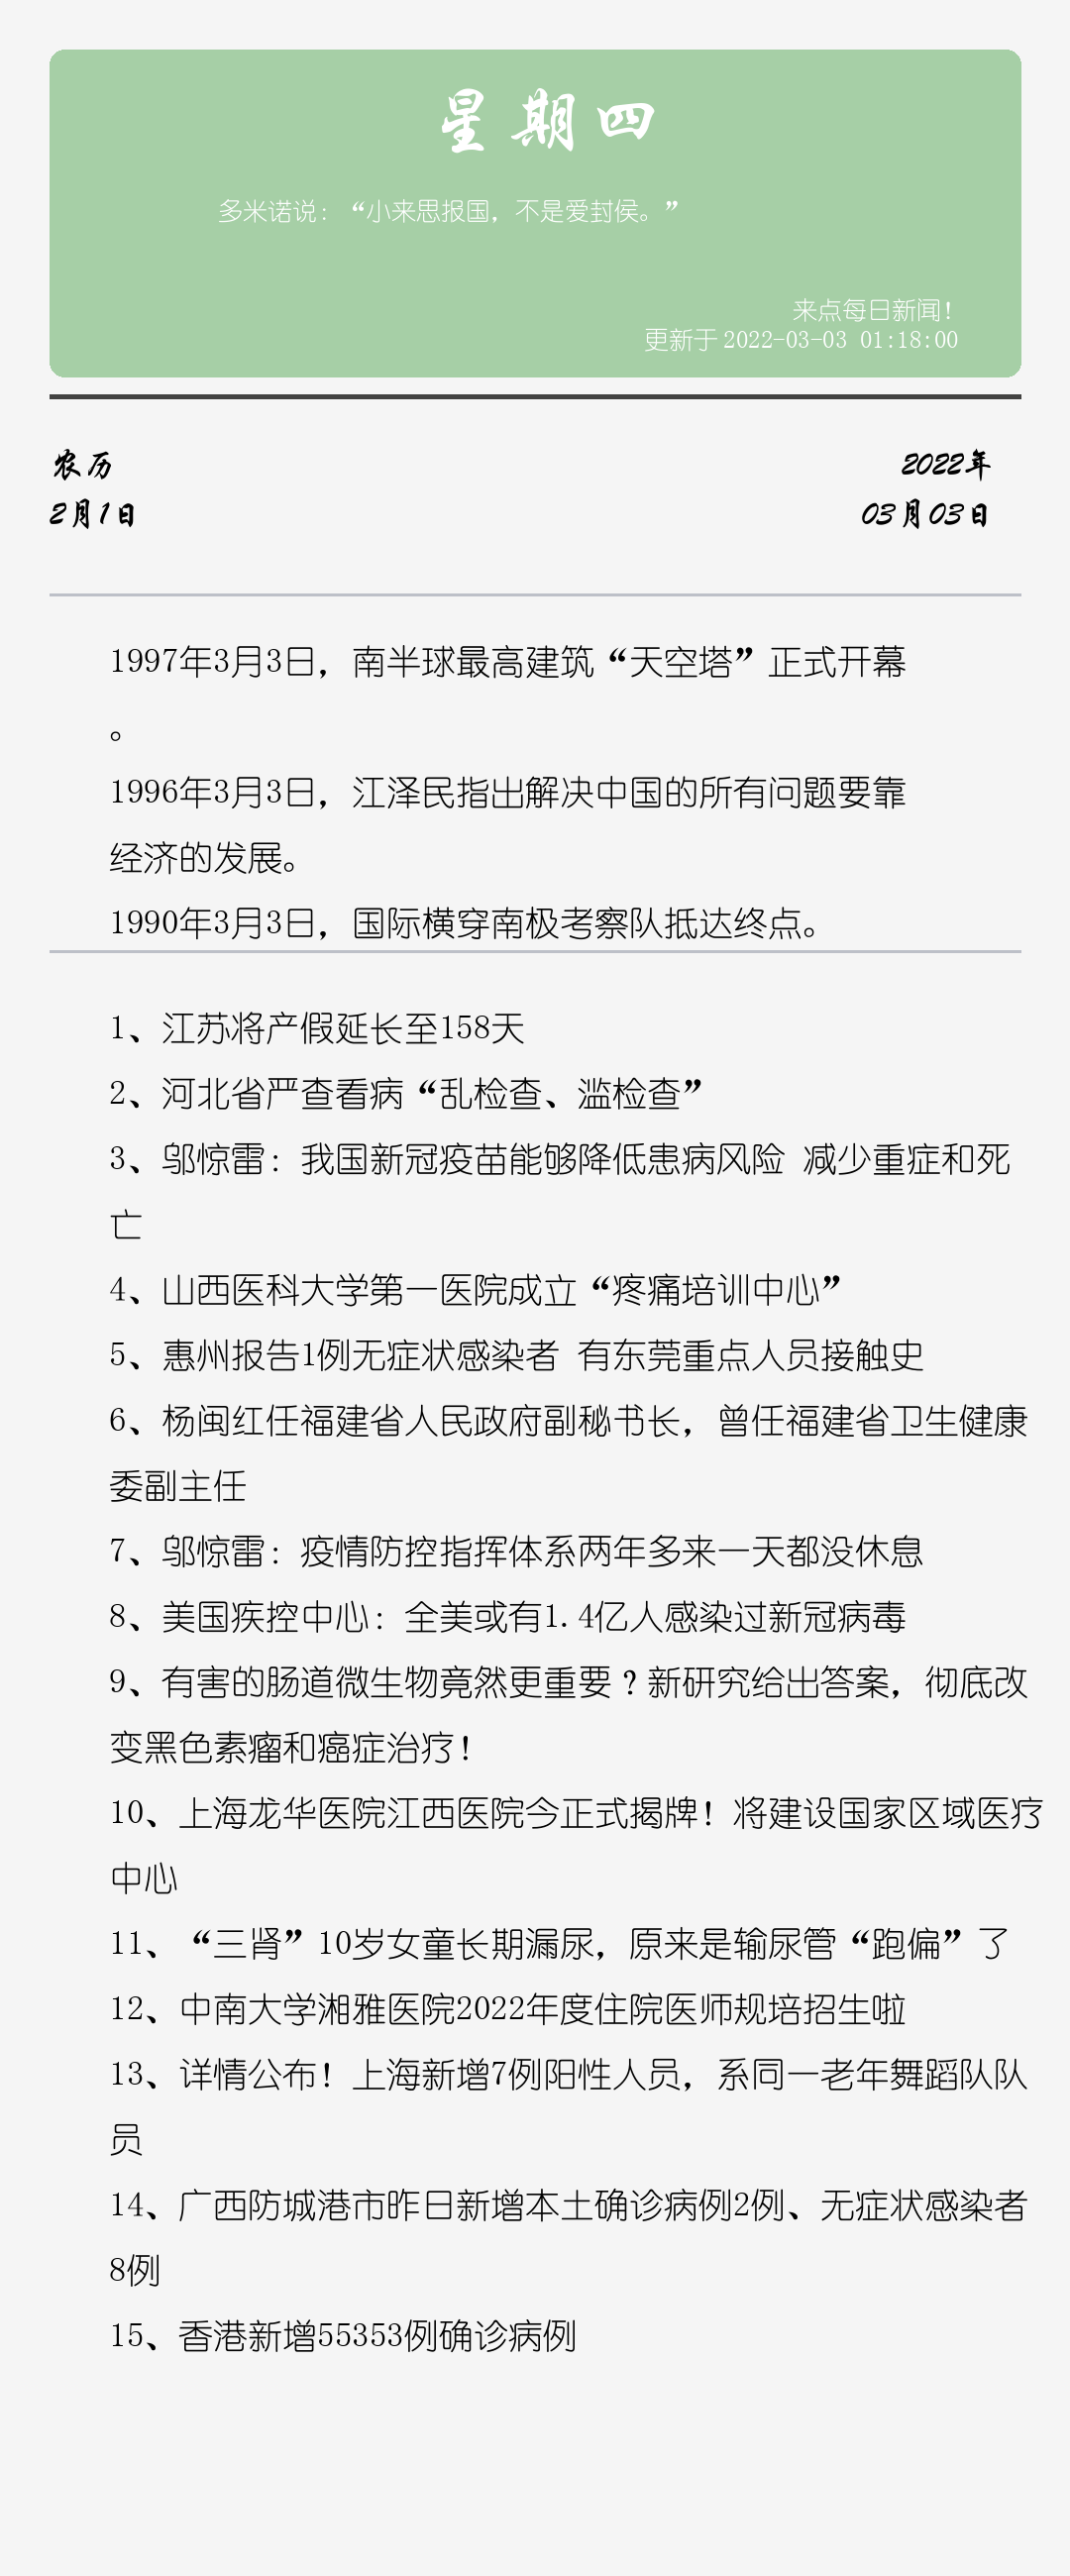 星期四
多米诺说：“小来思报国，不是爱封侯。”
来点每日新闻！
更新于 2022-03-03 01:18:00
农历
2022年
2月1日
03月03日
1997年3月3日，南半球最高建筑“天空塔”正式开幕
。
1996年3月3日，江泽民指出解决中国的所有问题要靠
经济的发展。
1990年3月3日，国际横穿南极考察队抵达终点。
1、江苏将产假延长至158天
2、河北省严查看病“乱检查、滥检查”
3、邬惊雷：我国新冠疫苗能够降低患病风险 减少重症和死
亡
4、山西医科大学第一医院成立“疼痛培训中心”
5、惠州报告1例无症状感染者 有东莞重点人员接触史
6、杨闽红任福建省人民政府副秘书长，曾任福建省卫生健康
委副主任
7、邬惊雷：疫情防控指挥体系两年多来一天都没休息
8、美国疾控中心：全美或有1.4亿人感染过新冠病毒
9、有害的肠道微生物竟然更重要？新研究给出答案，彻底改
变黑色素瘤和癌症治疗！
10、上海龙华医院江西医院今正式揭牌！将建设国家区域医疗
中心
11、“三肾”10岁女童长期漏尿，原来是输尿管“跑偏”了
12、中南大学湘雅医院2022年度住院医师规培招生啦
13、详情公布！上海新增7例阳性人员，系同一老年舞蹈队队
员
14、广西防城港市昨日新增本土确诊病例2例、无症状感染者
8例
15、香港新增55353例确诊病例